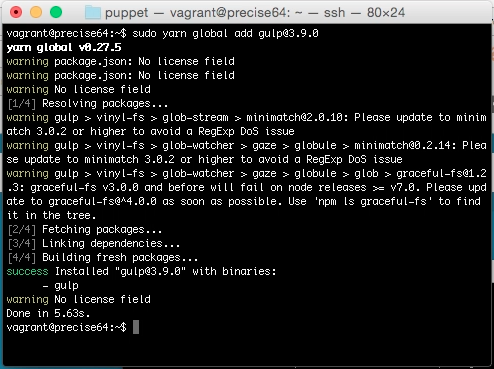 puppet — vagrant@precise64: ~ — ssh — 80×24
vagrant@precise64:~$ sudo yarn global add gulp@3.9.0
yarn global v0.27.5
warning package.json: No license field
warning package.json: No license field
warning No license field
[1/4] Resolving packages...
warning gulp > vinyl-fs > glob-stream > minimatch@2.0.10: Please update to minim
atch 3.0.2 or higher to avoid a RegExp DoS issue
warning gulp > vinyl-fs > glob-watcher > gaze > globule > minimatch@0.2.14: Plea
se update to minimatch 3.0.2 or higher to avoid a RegExp DoS issue
warning gulp > vinyl-fs > glob-watcher > gaze > globule > glob > graceful-fs@1.2
.3: graceful-fs v3.0.0 and before will fail on node releases >= v7.0. Please upd
ate to graceful-fs@^4.0.0 as soon as possible. Use 'npm ls graceful-fs' to find
it in the tree.
[2/4] Fetching packages...
[3/4] Linking dependencies...
[4/4] Building fresh packages...
success Installed "gulp@3.9.0" with binaries:
- gulp
warning No license field
Done in 5.63s.
vagrant@precise64:~$